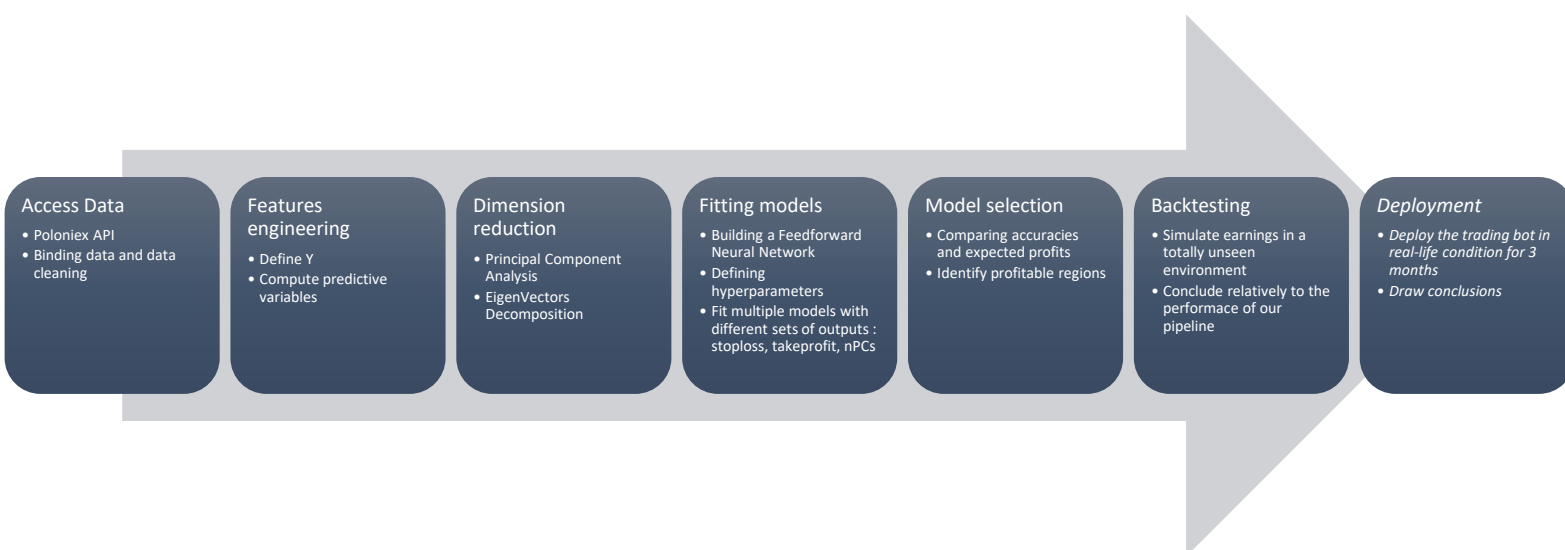 Access Data
• Poloniex API
• Binding data and data
cleaning
Features
engineering
• Define Y
• Compute predictive
variables
Dimension
reduction
• Principal Component
Analysis
• EigenVectors
Decomposition
Fitting models
• Building a Feedforward
Neural Network
• Defining
hyperparameters
• Fit multiple models with
different sets of outputs :
stoploss, takeprofit, nPCs
Model selection
• Comparing accuracies
and expected profits
• Identify profitable regions
Backtesting
• Simulate earnings in a
totally unseen
environment
• Conclude relatively to the
performace of our
pipeline
Deployment
• Deploy the trading bot in
real-life condition for 3
months
• Draw conclusions